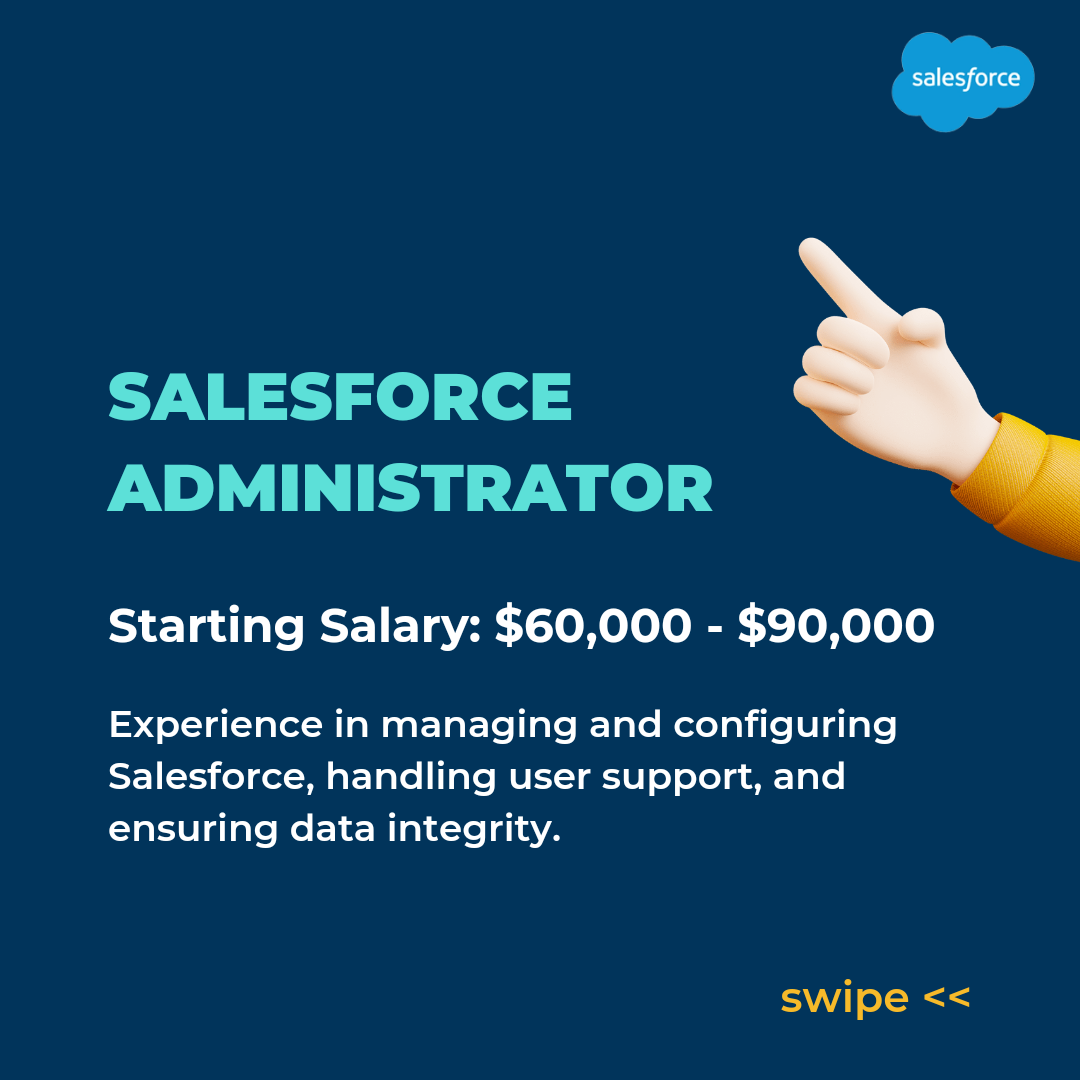 salesforce
SALESFORCE
ADMINISTRATOR
Starting Salary: $60,000 - $90,000
Experience in managing and configuring
Salesforce, handling user support, and
ensuring data integrity.
swipe <<